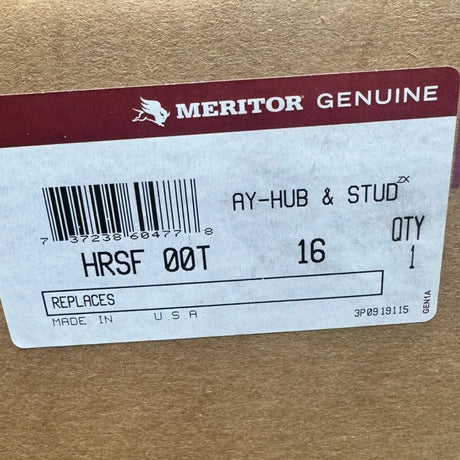 MERITOR GENUINE
AY-HUB & STUD ZX
7 37238 60477 8
QTY
HRSF 00T 16 1
REPLACES
MADE IN U.S.A
3P0919115
GEN1A